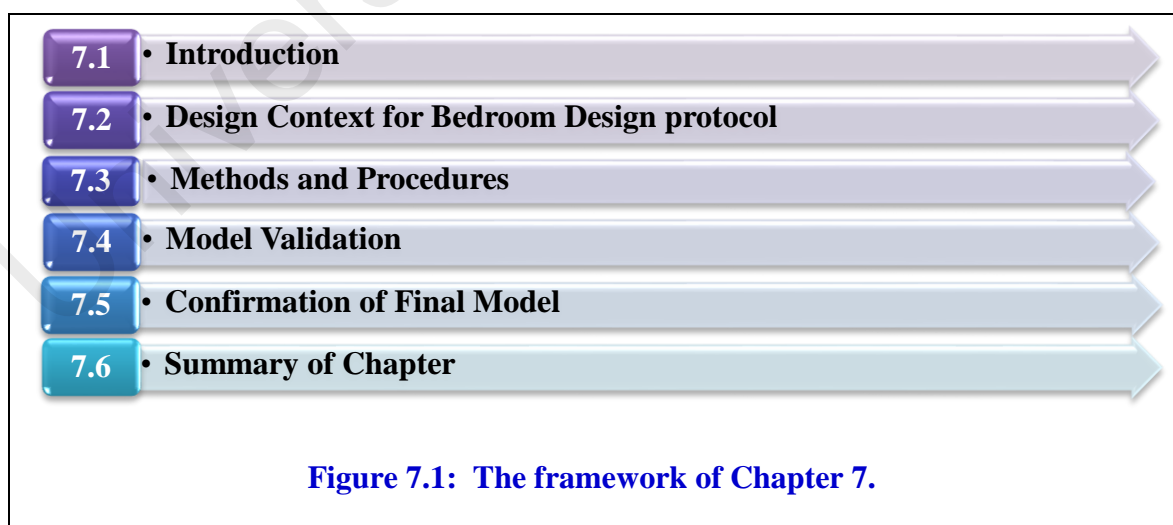 7.1 • Introduction
7.2 • Design Context for Bedroom Design protocol
7.3 • Methods and Procedures
7.4 • Model Validation
7.5 • Confirmation of Final Model
7.6 • Summary of Chapter
Figure 7.1: The framework of Chapter 7.